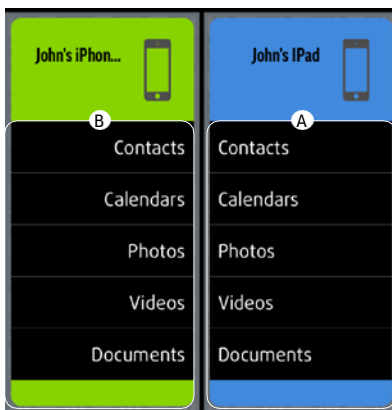 John's iPhon...
B
Contacts
Calendars
Photos
Videos
Documents
John's IPad
A
Contacts
Calendars
Photos
Videos
Documents